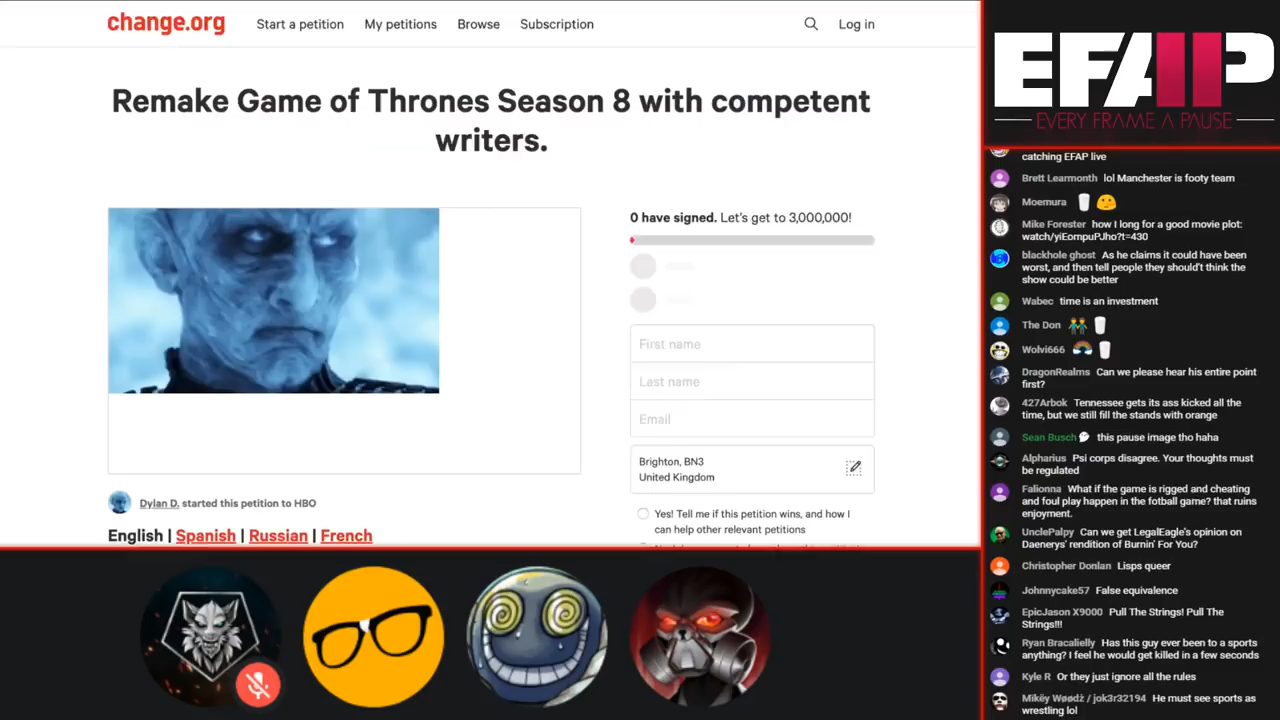 change.org
Start a petition
My petitions
Browse
Subscription
Log in
Remake Game of Thrones Season 8 with competent
writers.
0 have signed. Let's get to 3,000,000!
First name
Last name
Email
Brighton, BN3
United Kingdom
Yes! Tell me if this petition wins, and how I
can help other relevant petitions
Dylan D. started this petition to HBO
English | Spanish | Russian | French
EFAP
EVERY FRAME A PAUSE
catching EFAP live
Brett Learmonth lol Manchester is footy team
Moemura 🥛
Mike Forester how I long for a good movie plot:
watch/yiEompuPJho?t=430
blackhole ghost As he claims it could have been
worst, and then tell people they should't think the
show could be better
Wabec time is an investment
The Don
Wolvi666
DragonRealms Can we please hear his entire point
first?
427Arbok Tennessee gets its ass kicked all the
time, but we still fill the stands with orange
Sean Busch this pause image tho haha
Alpharius Psi corps disagree. Your thoughts must
be regulated
Falionna What if the game is rigged and cheating
and foul play happen in the fotball game? that ruins
enjoyment.
UnclePalpy Can we get LegalEagle's opinion on
Daenerys' rendition of Burnin' For You?
Christopher Donlan Lisps queer
Johnnycake57 False equivalence
EpicJason X9000 Pull The Strings! Pull The
Strings!!!
Ryan Bracalielly Has this guy ever been to a sports
anything? I feel he would get killed in a few seconds
Kyle R Or they just ignore all the rules
Mikëy Wøødż / jok3r32194 He must see sports as
wrestling lol